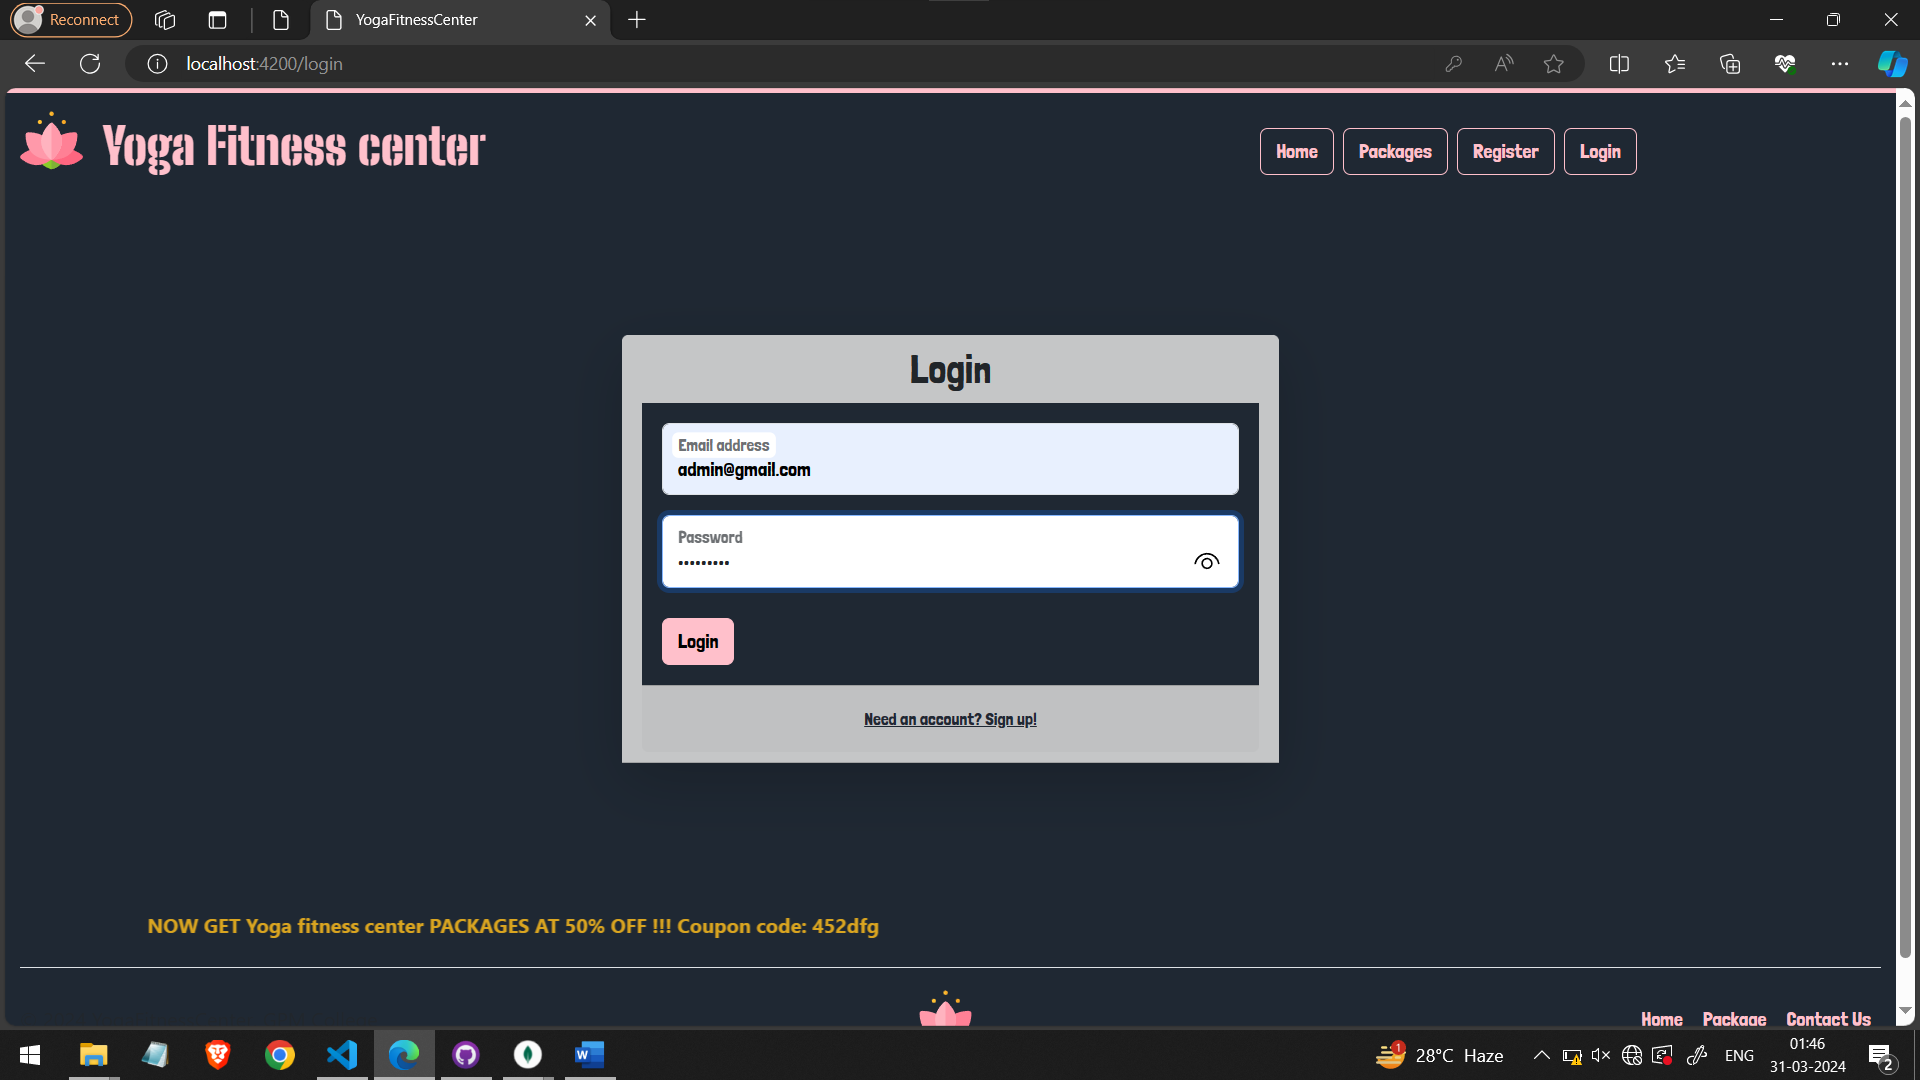 Reconnect
YogaFitnessCenter
localhost:4200/login
Yoga Fitness center
Home
Packages
Register
Login
Login
Email address
admin@gmail.com
Password
•••••••••
Login
Need an account? Sign up!
NOW GET Yoga fitness center PACKAGES AT 50% OFF !!! Coupon code: 452dfg
Home
Package
Contact Us
1
28°C Haze
ENG
01:46
31-03-2024
2